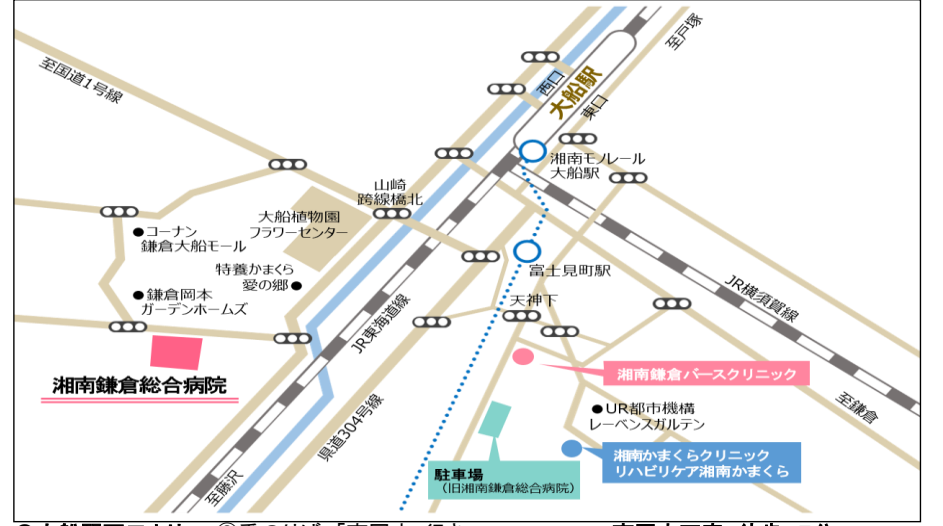 至戸塚
至国道1号線
西口
大船駅
東口
湘南モノレール
大船駅
山崎
跨線橋北
大船植物園
フラワーセンター
●コーナン
鎌倉大船モール
特養かまくら
愛の郷●
富士見町駅
●鎌倉岡本
ガーデンホームズ
天神下
JR横須賀線
JR東海道線
湘南鎌倉総合病院
湘南鎌倉バースクリニック
至鎌倉
●UR都市機構
レーベンスガルテン
県道304号線
湘南かまくらクリニック
リハビリケア湘南かまくら
駐車場
(旧湘南鎌倉総合病院)
至藤沢